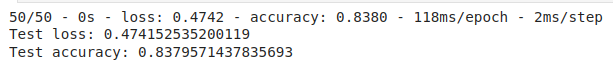 50/50 - 0s - loss: 0.4742 - accuracy: 0.8380 - 118ms/epoch - 2ms/step
Test loss: 0.474152535200119
Test accuracy: 0.8379571437835693